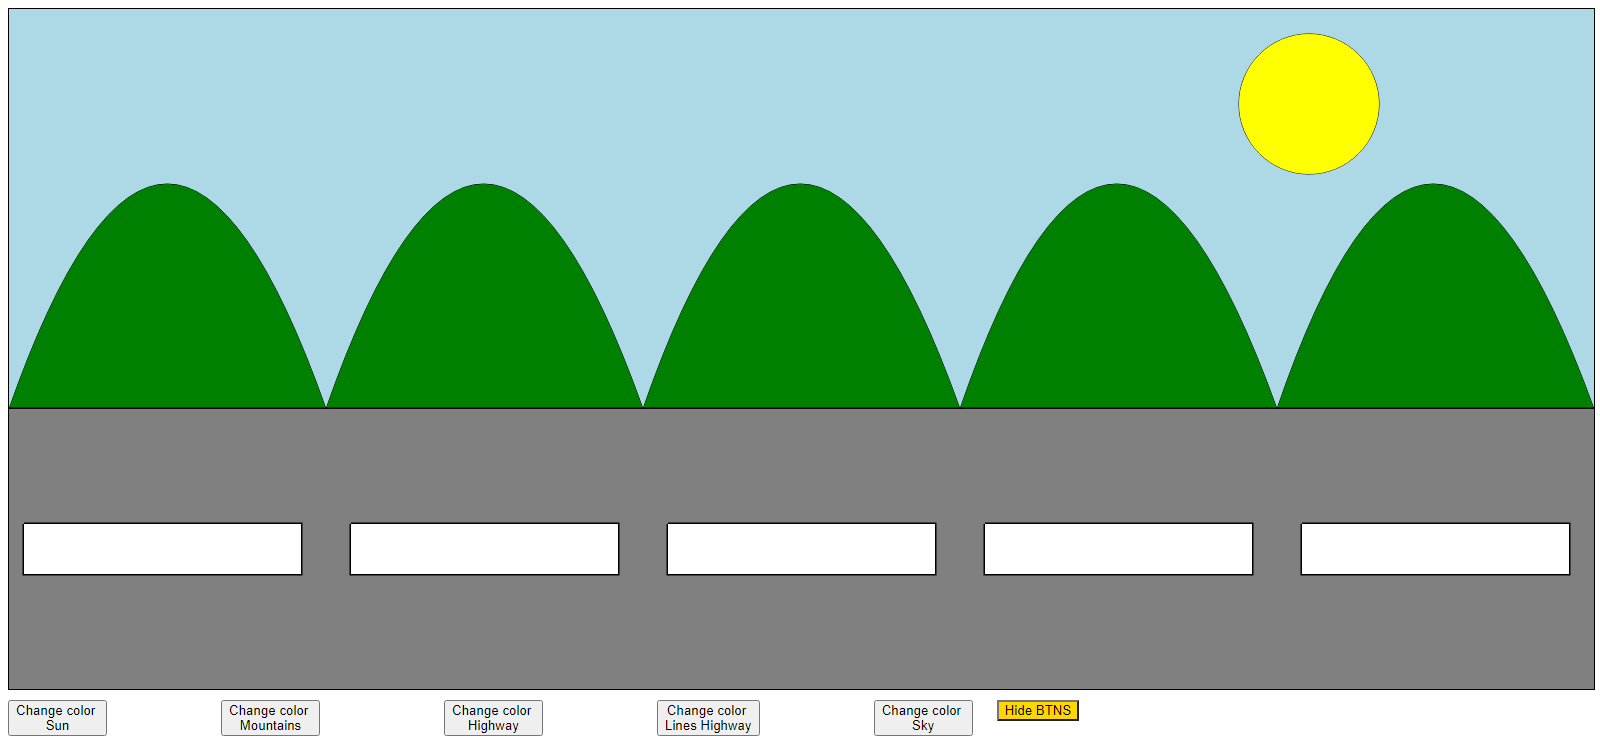 Change color
Sun
Change color
Mountains
Change color
Highway
Change color
Lines Highway
Change color
Sky
Hide BTNS